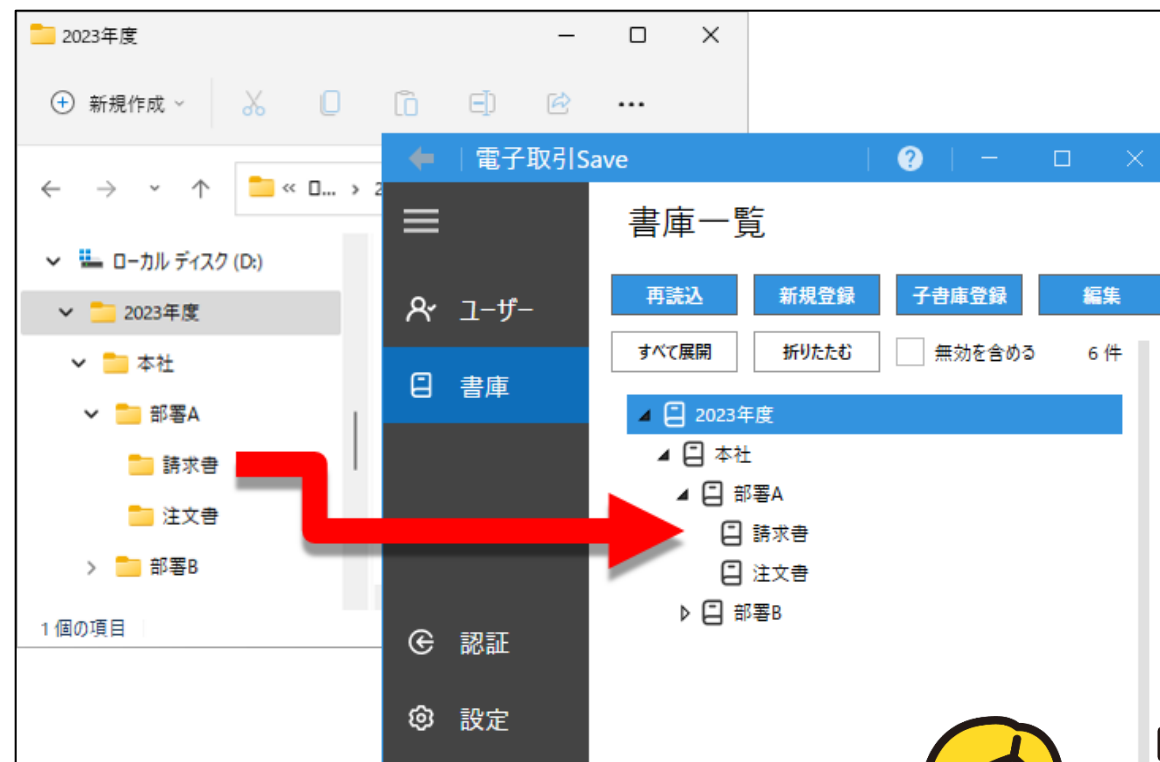 2023年度
新規作成
« ロ... › 2
ローカル ディスク (D:)
2023年度
本社
部署A
請求書
注文書
部署B
1 個の項目
電子取引Save
書庫一覧
再読込 新規登録 子書庫登録 編集
すべて展開 折りたたむ 無効を含める 6 件
ユーザー
書庫
認証
設定
2023年度
本社
部署A
請求書
注文書
部署B